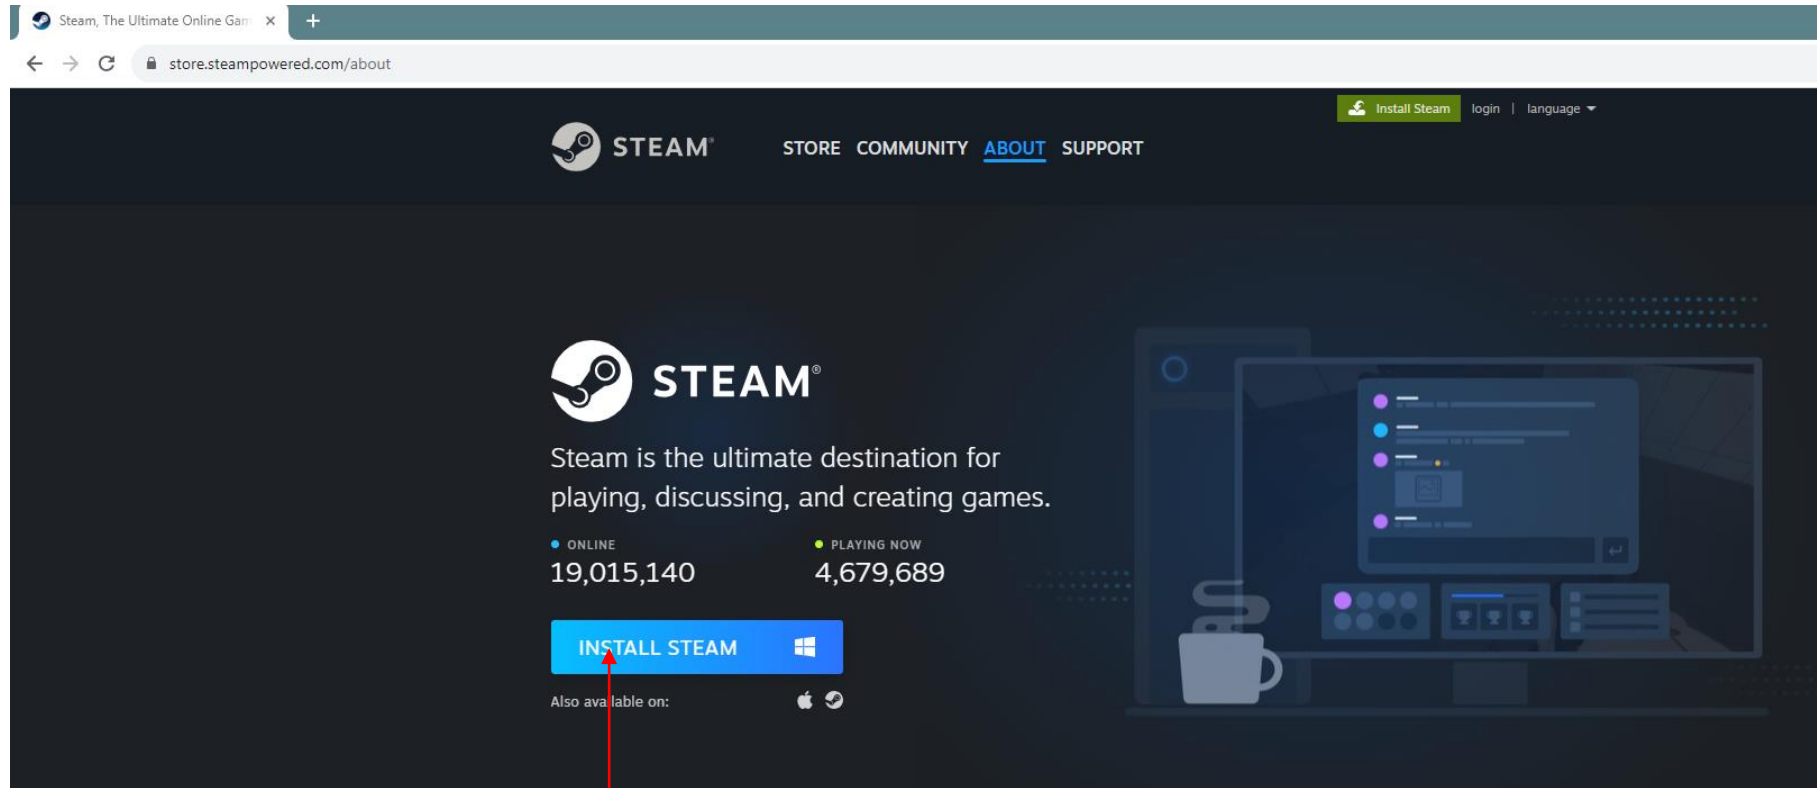 Steam, The Ultimate Online Gam
store.steampowered.com/about
Install Steam login | language
STEAM® STORE COMMUNITY ABOUT SUPPORT
STEAM®
Steam is the ultimate destination for
playing, discussing, and creating games.
ONLINE PLAYING NOW
19,015,140 4,679,689
INSTALL STEAM
Also available on: